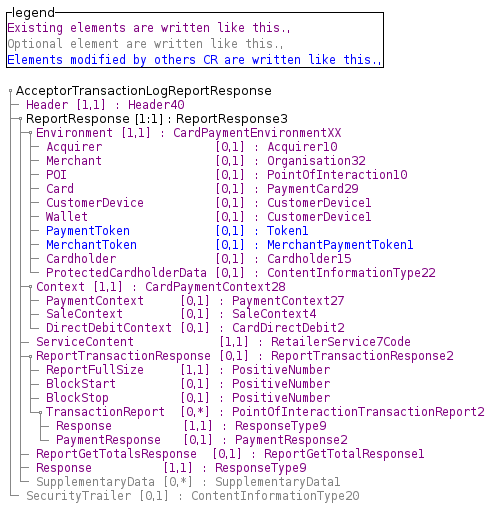 legend
Existing elements are written like this.,
Optional element are written like this.,
Elements modified by others CR are written like this.,
AcceptorTransactionLogReportResponse
Header [1,1] : Header40
ReportResponse [1:1] : ReportResponse3
Environment [1,1] : CardPaymentEnvironmentXX
Acquirer [0,1] : Acquirer10
Merchant [0,1] : Organisation32
POI [0,1] : PointOfInteraction10
Card [0,1] : PaymentCard29
CustomerDevice [0,1] : CustomerDevice1
Wallet [0,1] : CustomerDevice1
PaymentToken [0,1] : Token1
MerchantToken [0,1] : MerchantPaymentToken1
Cardholder [0,1] : Cardholder15
ProtectedCardholderData [0,1] : ContentInformationType22
Context [1,1] : CardPaymentContext28
PaymentContext [0,1] : PaymentContext27
SaleContext [0,1] : SaleContext4
DirectDebitContext [0,1] : CardDirectDebit2
ServiceContent [1,1] : RetailerService7Code
ReportTransactionResponse [0,1] : ReportTransactionResponse2
ReportFullSize [1,1] : PositiveNumber
BlockStart [0,1] : PositiveNumber
BlockStop [0,1] : PositiveNumber
TransactionReport [0,*] : PointOfInteractionTransactionReport2
Response [1,1] : ResponseType9
PaymentResponse [0,1] : PaymentResponse2
ReportGetTotalsResponse [0,1] : ReportGetTotalResponse1
Response [1,1] : ResponseType9
SupplementaryData [0,*] : SupplementaryData1
SecurityTrailer [0,1] : ContentInformationType20